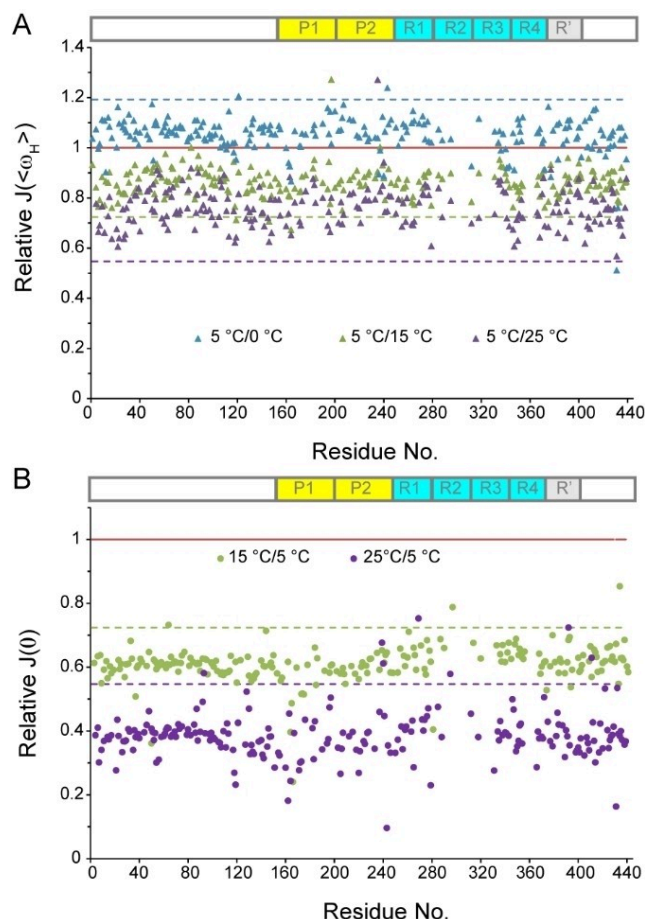 A
P1 P2 R1 R2 R3 R4 R'
1.4
1.2
1
0.8
0.6
0.4
0.2
0
Relative J(<ω_H>)
5 °C/0 °C 5 °C/15 °C 5 °C/25 °C
0 40 80 120 160 200 240 280 320 360 400 440
Residue No.
B
P1 P2 R1 R2 R3 R4 R'
1
0.8
0.6
0.4
0.2
0
Relative J(0)
15 °C/5 °C 25°C/5 °C
0 40 80 120 160 200 240 280 320 360 400 440
Residue No.